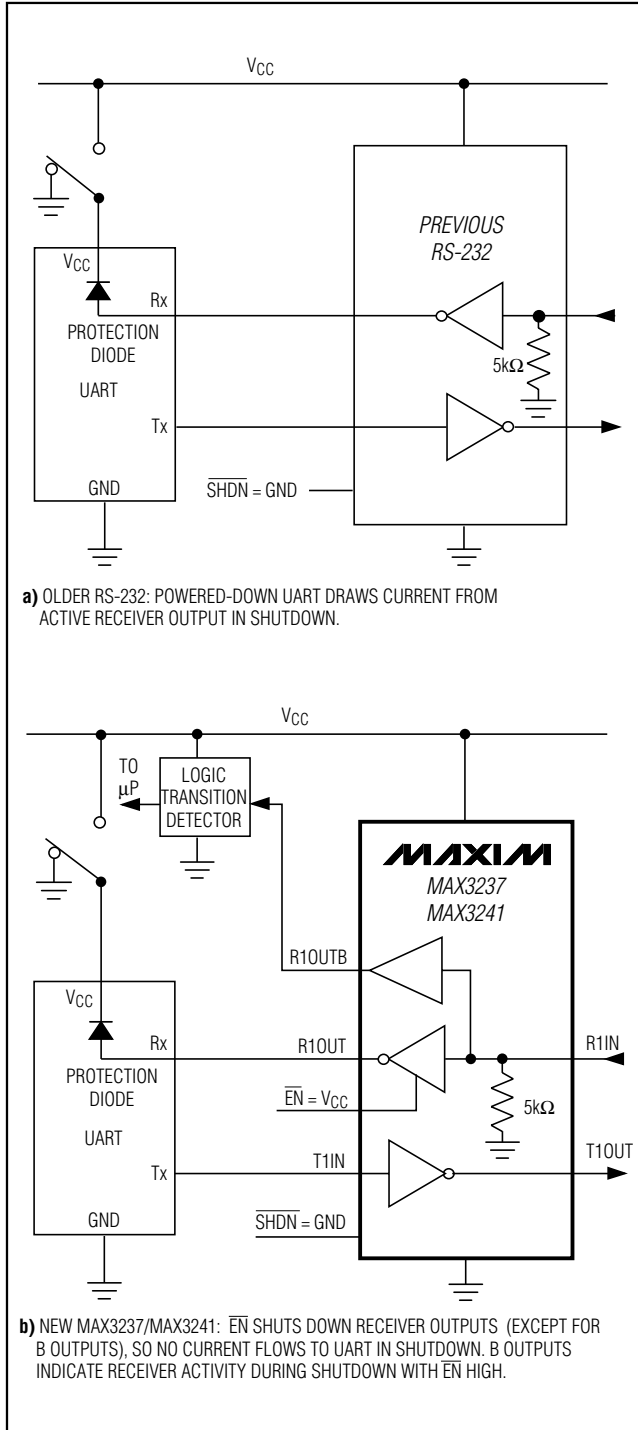 VCC
PREVIOUS
RS-232
VCC
Rx
PROTECTION
DIODE
5kΩ
UART
Tx
GND
SHDN = GND
a) OLDER RS-232: POWERED-DOWN UART DRAWS CURRENT FROM
ACTIVE RECEIVER OUTPUT IN SHUTDOWN.
VCC
TO
μP
LOGIC
TRANSITION
DETECTOR
MAXIM
MAX3237
MAX3241
R1OUTB
VCC
Rx
R1OUT
R1IN
PROTECTION
DIODE
EN = VCC
5kΩ
UART
Tx
T1IN
T1OUT
GND
SHDN = GND
b) NEW MAX3237/MAX3241: EN SHUTS DOWN RECEIVER OUTPUTS (EXCEPT FOR
B OUTPUTS), SO NO CURRENT FLOWS TO UART IN SHUTDOWN. B OUTPUTS
INDICATE RECEIVER ACTIVITY DURING SHUTDOWN WITH EN HIGH.